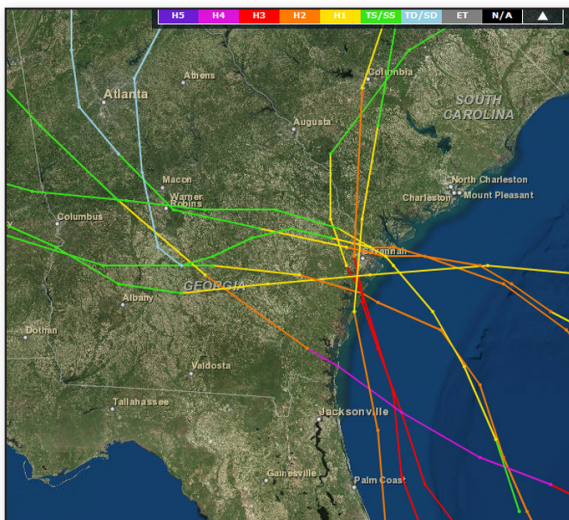 H5 H4 H3 H2 H1 TS/SS TD/SD ET N/A
Columbia
Athens
Atlanta
SOUTH
CAROLINA
Augusta
Macon
North Charleston
Warner
Robins
Charleston
Mount Pleasant
Columbus
Savannah
GEORGIA
Albany
Dothan
Valdosta
Tallahassee
Jacksonville
Gainesville
Palm Coast